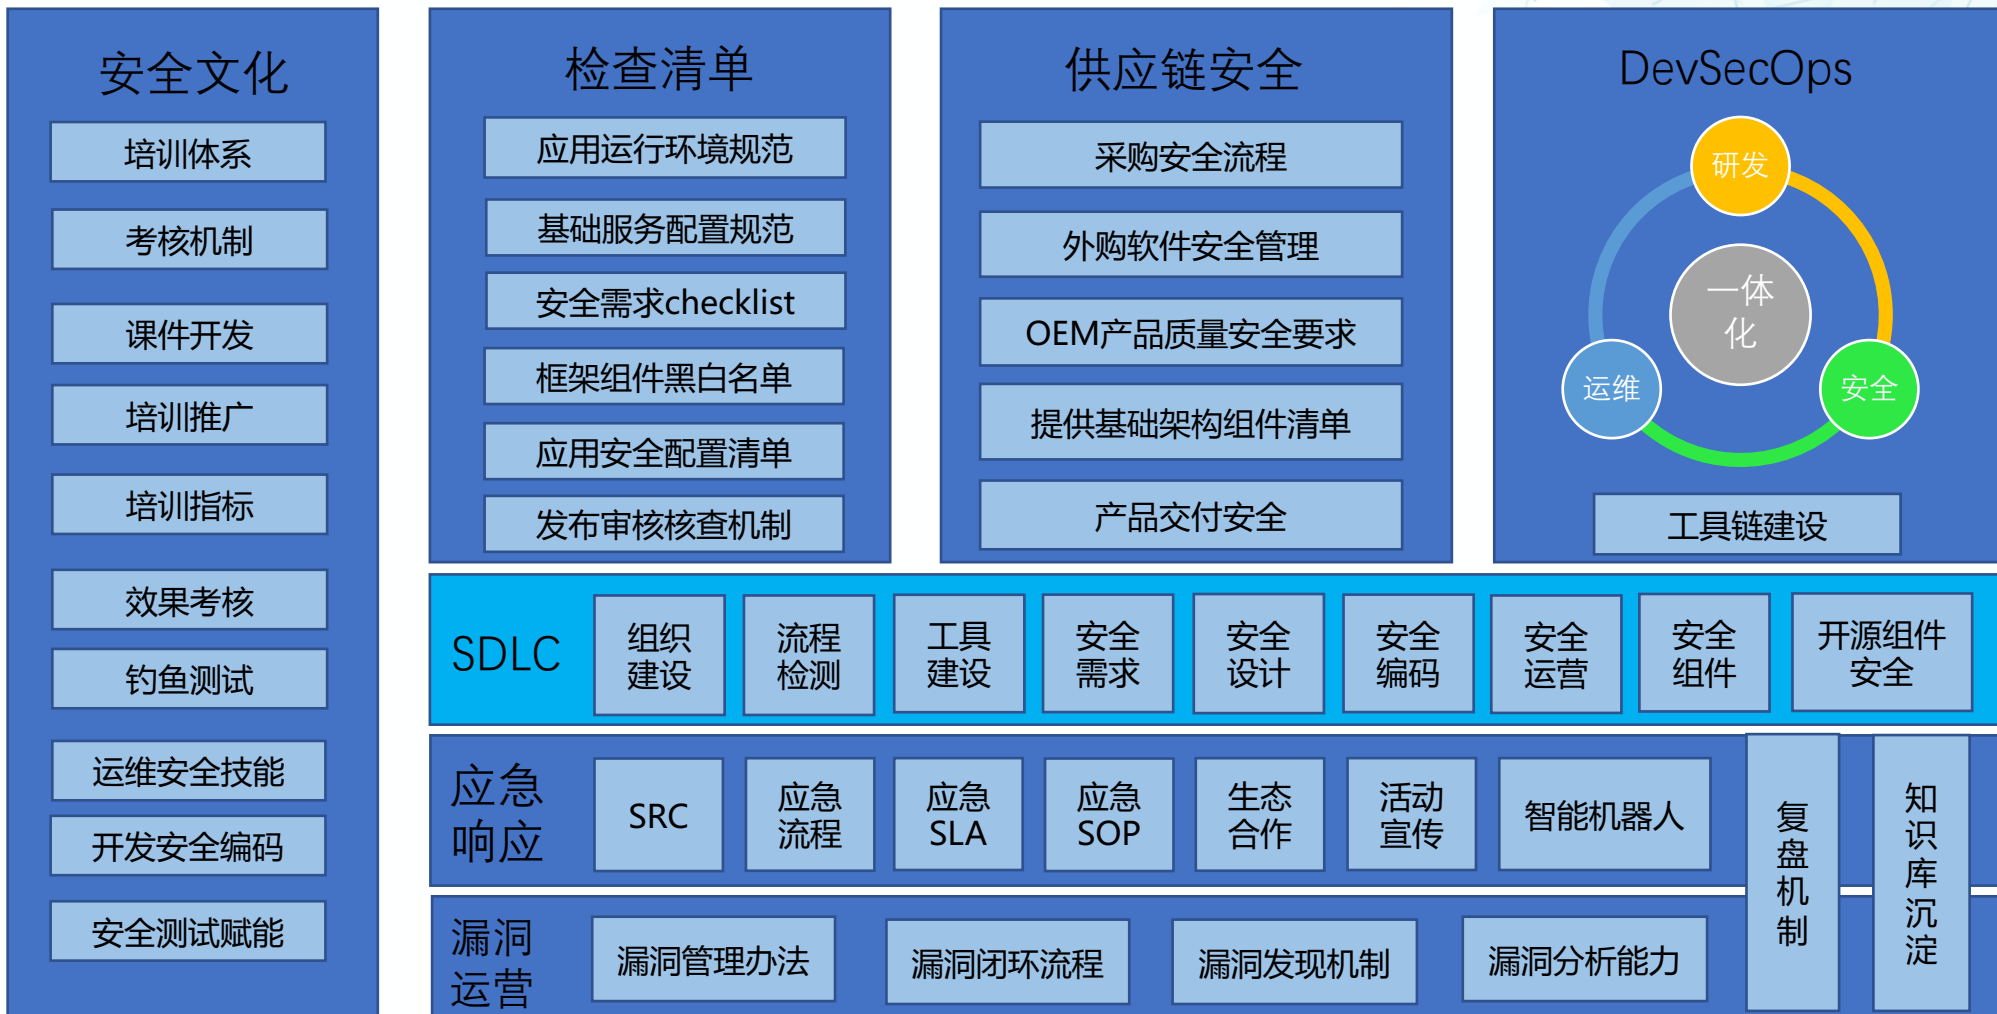 安全文化
培训体系
考核机制
课件开发
培训推广
培训指标
效果考核
钓鱼测试
运维安全技能
开发安全编码
安全测试赋能
检查清单
应用运行环境规范
基础服务配置规范
安全需求checklist
框架组件黑白名单
应用安全配置清单
发布审核核查机制
供应链安全
采购安全流程
外购软件安全管理
OEM产品质量安全要求
提供基础架构组件清单
产品交付安全
DevSecOps
研发
一体
化
运维
安全
工具链建设
SDLC
组织
建设
流程
检测
工具
建设
安全
需求
安全
设计
安全
编码
安全
运营
安全
组件
开源组件
安全
应急
响应
SRC
应急
流程
应急
SLA
应急
SOP
生态
合作
活动
宣传
智能机器人
复盘机制
知识库沉淀
漏洞
运营
漏洞管理办法
漏洞闭环流程
漏洞发现机制
漏洞分析能力